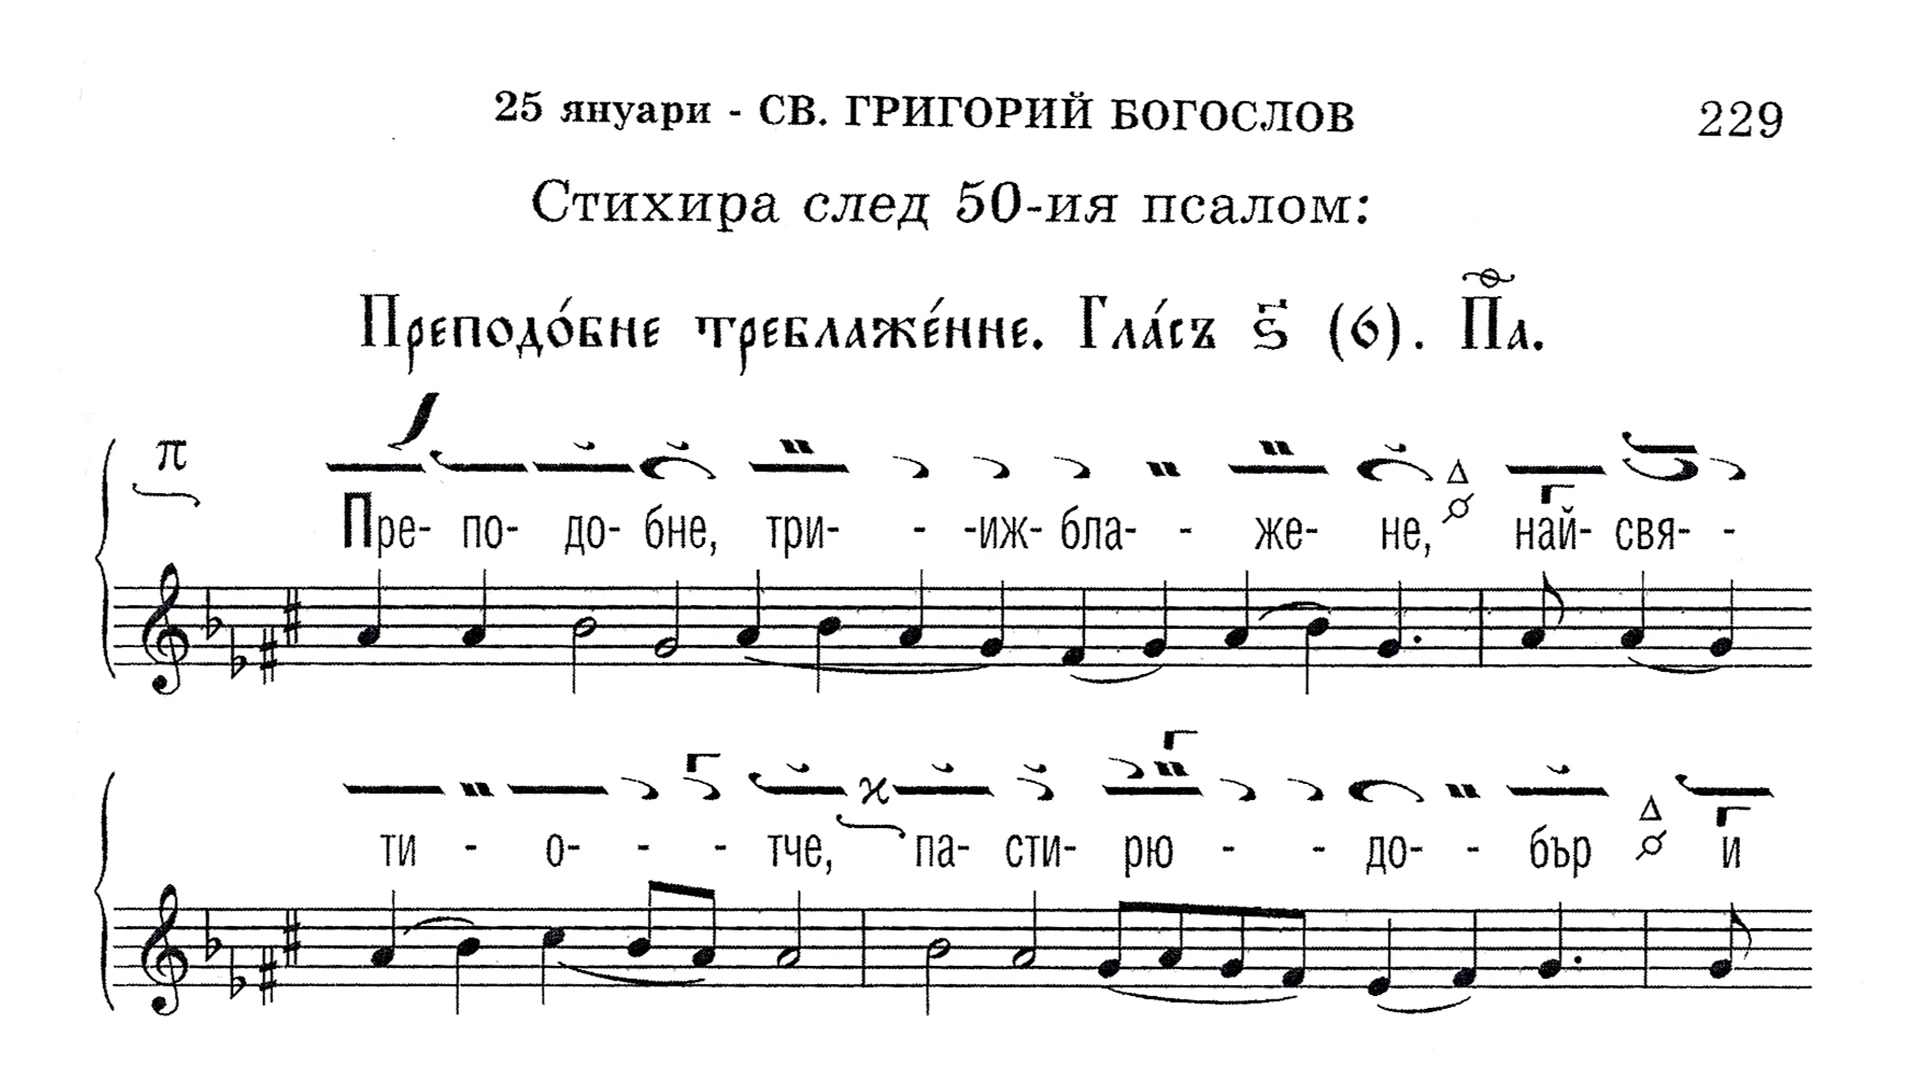 25 януари - СВ. ГРИГОРИЙ БОГОСЛОВ 229
Стихира след 50-ия псалом:
Преподо́бне треблаже́нне. Гла́съ ѕ҃ (6). Па.
Пре- по- до- бне, три- - -иж- бла- - же- не, най- свя- -
ти - о- - - тче, па- сти- рю - - до- - бър и